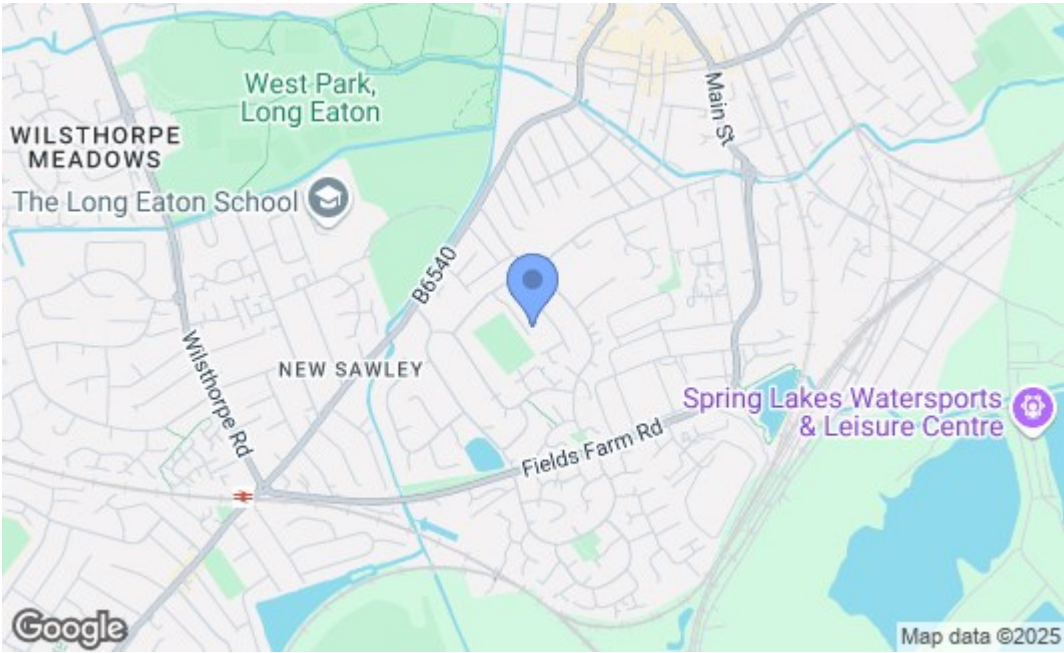 West Park,
Long Eaton
Main St
WILSTHORPE
MEADOWS
The Long Eaton School
B6540
Wilsthorpe Rd
NEW SAWLEY
Spring Lakes Watersports
& Leisure Centre
Fields Farm Rd
Google
Map data ©2025